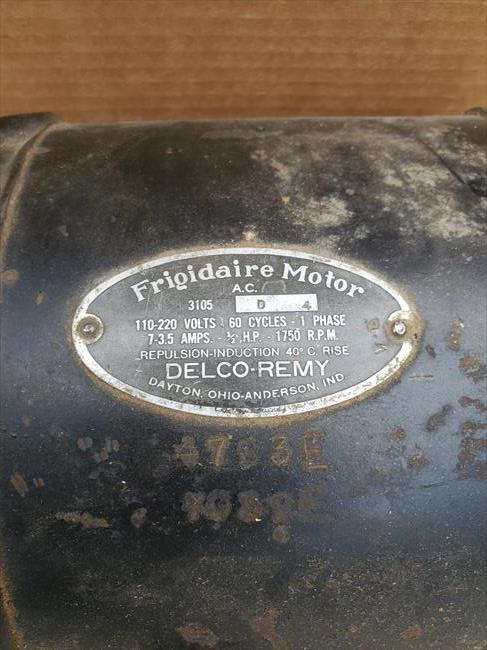 Frigidaire Motor
A.C.
3105 D 4
110-220 VOLTS 60 CYCLES - 1 PHASE
7-3.5 AMPS. - ½ H.P. - 1750 R.P.M.
REPULSION-INDUCTION 40° C. RISE
DELCO-REMY
DAYTON, OHIO-ANDERSON, IND